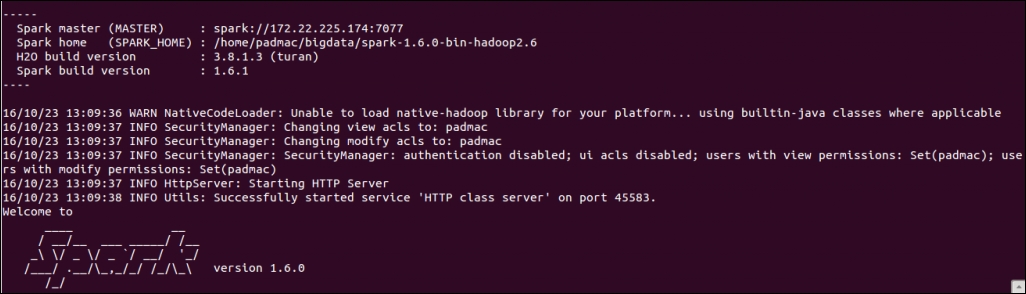 -----
  Spark master (MASTER)     : spark://172.22.225.174:7077
  Spark home   (SPARK_HOME) : /home/padmac/bigdata/spark-1.6.0-bin-hadoop2.6
  H2O build version         : 3.8.1.3 (turan)
  Spark build version       : 1.6.1
----
16/10/23 13:09:36 WARN NativeCodeLoader: Unable to load native-hadoop library for your platform... using builtin-java classes where applicable
16/10/23 13:09:37 INFO SecurityManager: Changing view acls to: padmac
16/10/23 13:09:37 INFO SecurityManager: Changing modify acls to: padmac
16/10/23 13:09:37 INFO SecurityManager: SecurityManager: authentication disabled; ui acls disabled; users with view permissions: Set(padmac); use
rs with modify permissions: Set(padmac)
16/10/23 13:09:37 INFO HttpServer: Starting HTTP Server
16/10/23 13:09:38 INFO Utils: Successfully started service 'HTTP class server' on port 45583.
Welcome to
      ____              __
     / __/__  ___ _____/ /__
    _\ \/ _ \/ _ `/ __/  '_/
   /___/ .__/\_,_/_/ /_/\_\   version 1.6.0
      /_/